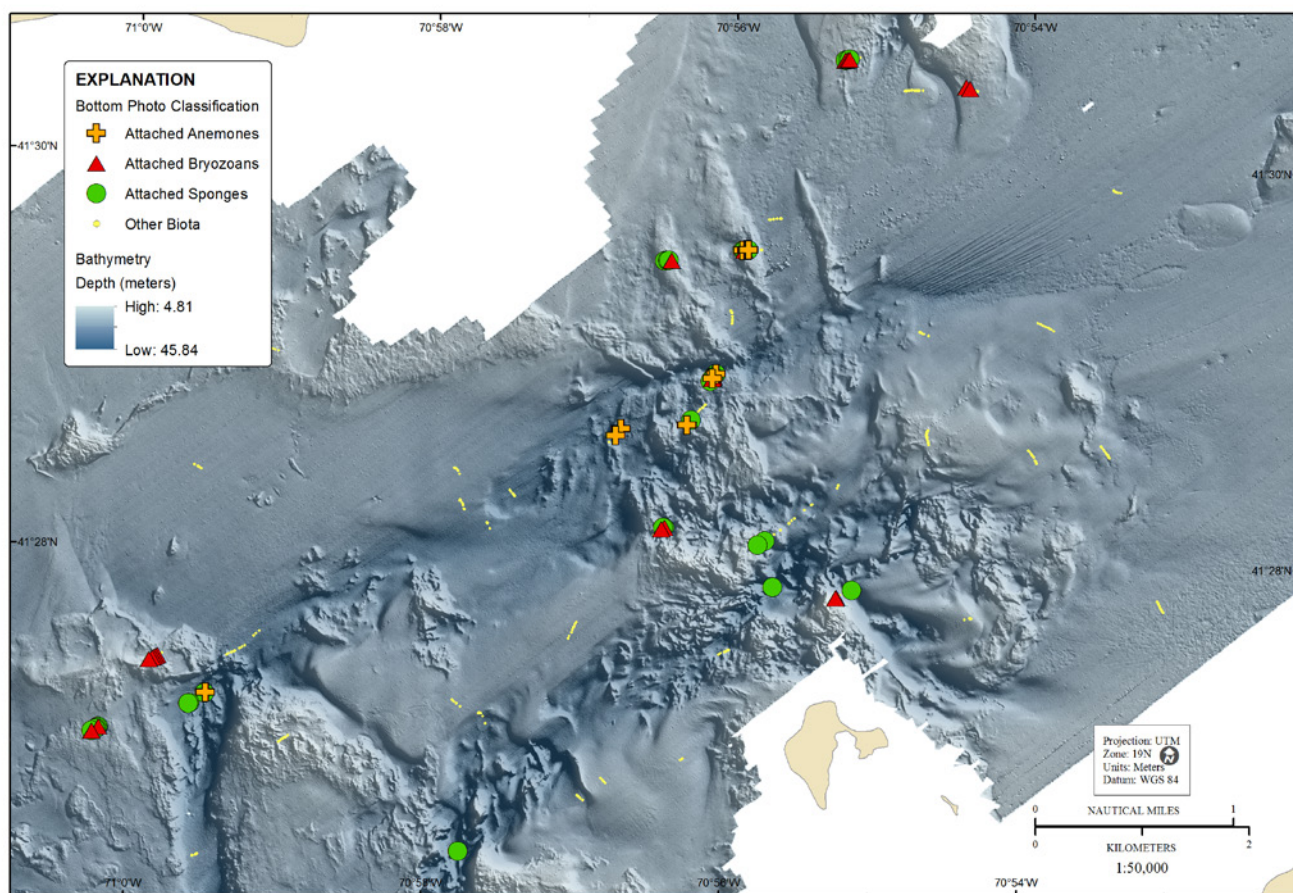 71°0'W
70°58'W
70°56'W
70°54'W
EXPLANATION
Bottom Photo Classification
Attached Anemones
Attached Bryozoans
Attached Sponges
Other Biota
Bathymetry
Depth (meters)
High: 4.81
Low: 45.84
41°30'N
41°30'N
41°28'N
41°28'N
Projection: UTM
Zone: 19N
Units: Meters
Datum: WGS 84
N
0 NAUTICAL MILES 1
0 KILOMETERS 2
1:50,000
71°0'W
70°58'W
70°56'W
70°54'W